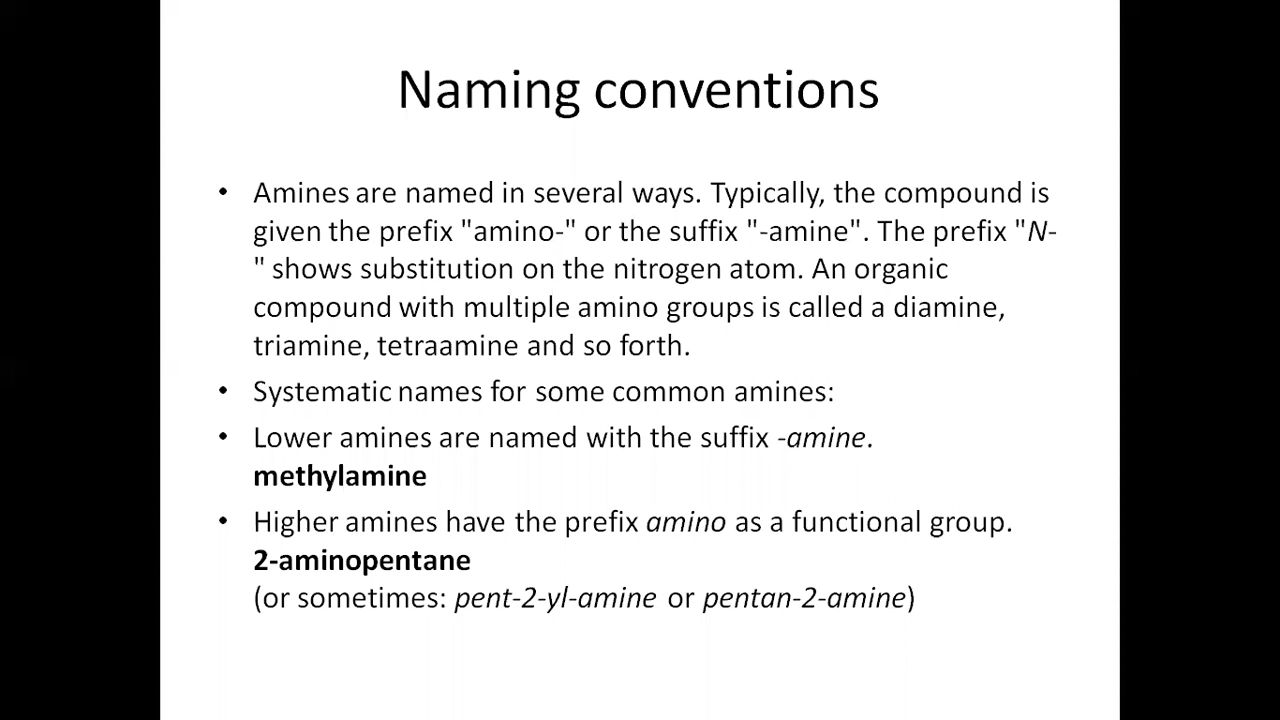 Naming conventions
• Amines are named in several ways. Typically, the compound is
given the prefix "amino-" or the suffix "-amine". The prefix "N-
" shows substitution on the nitrogen atom. An organic
compound with multiple amino groups is called a diamine,
triamine, tetraamine and so forth.
• Systematic names for some common amines:
• Lower amines are named with the suffix -amine.
methylamine
• Higher amines have the prefix amino as a functional group.
2-aminopentane
(or sometimes: pent-2-yl-amine or pentan-2-amine)